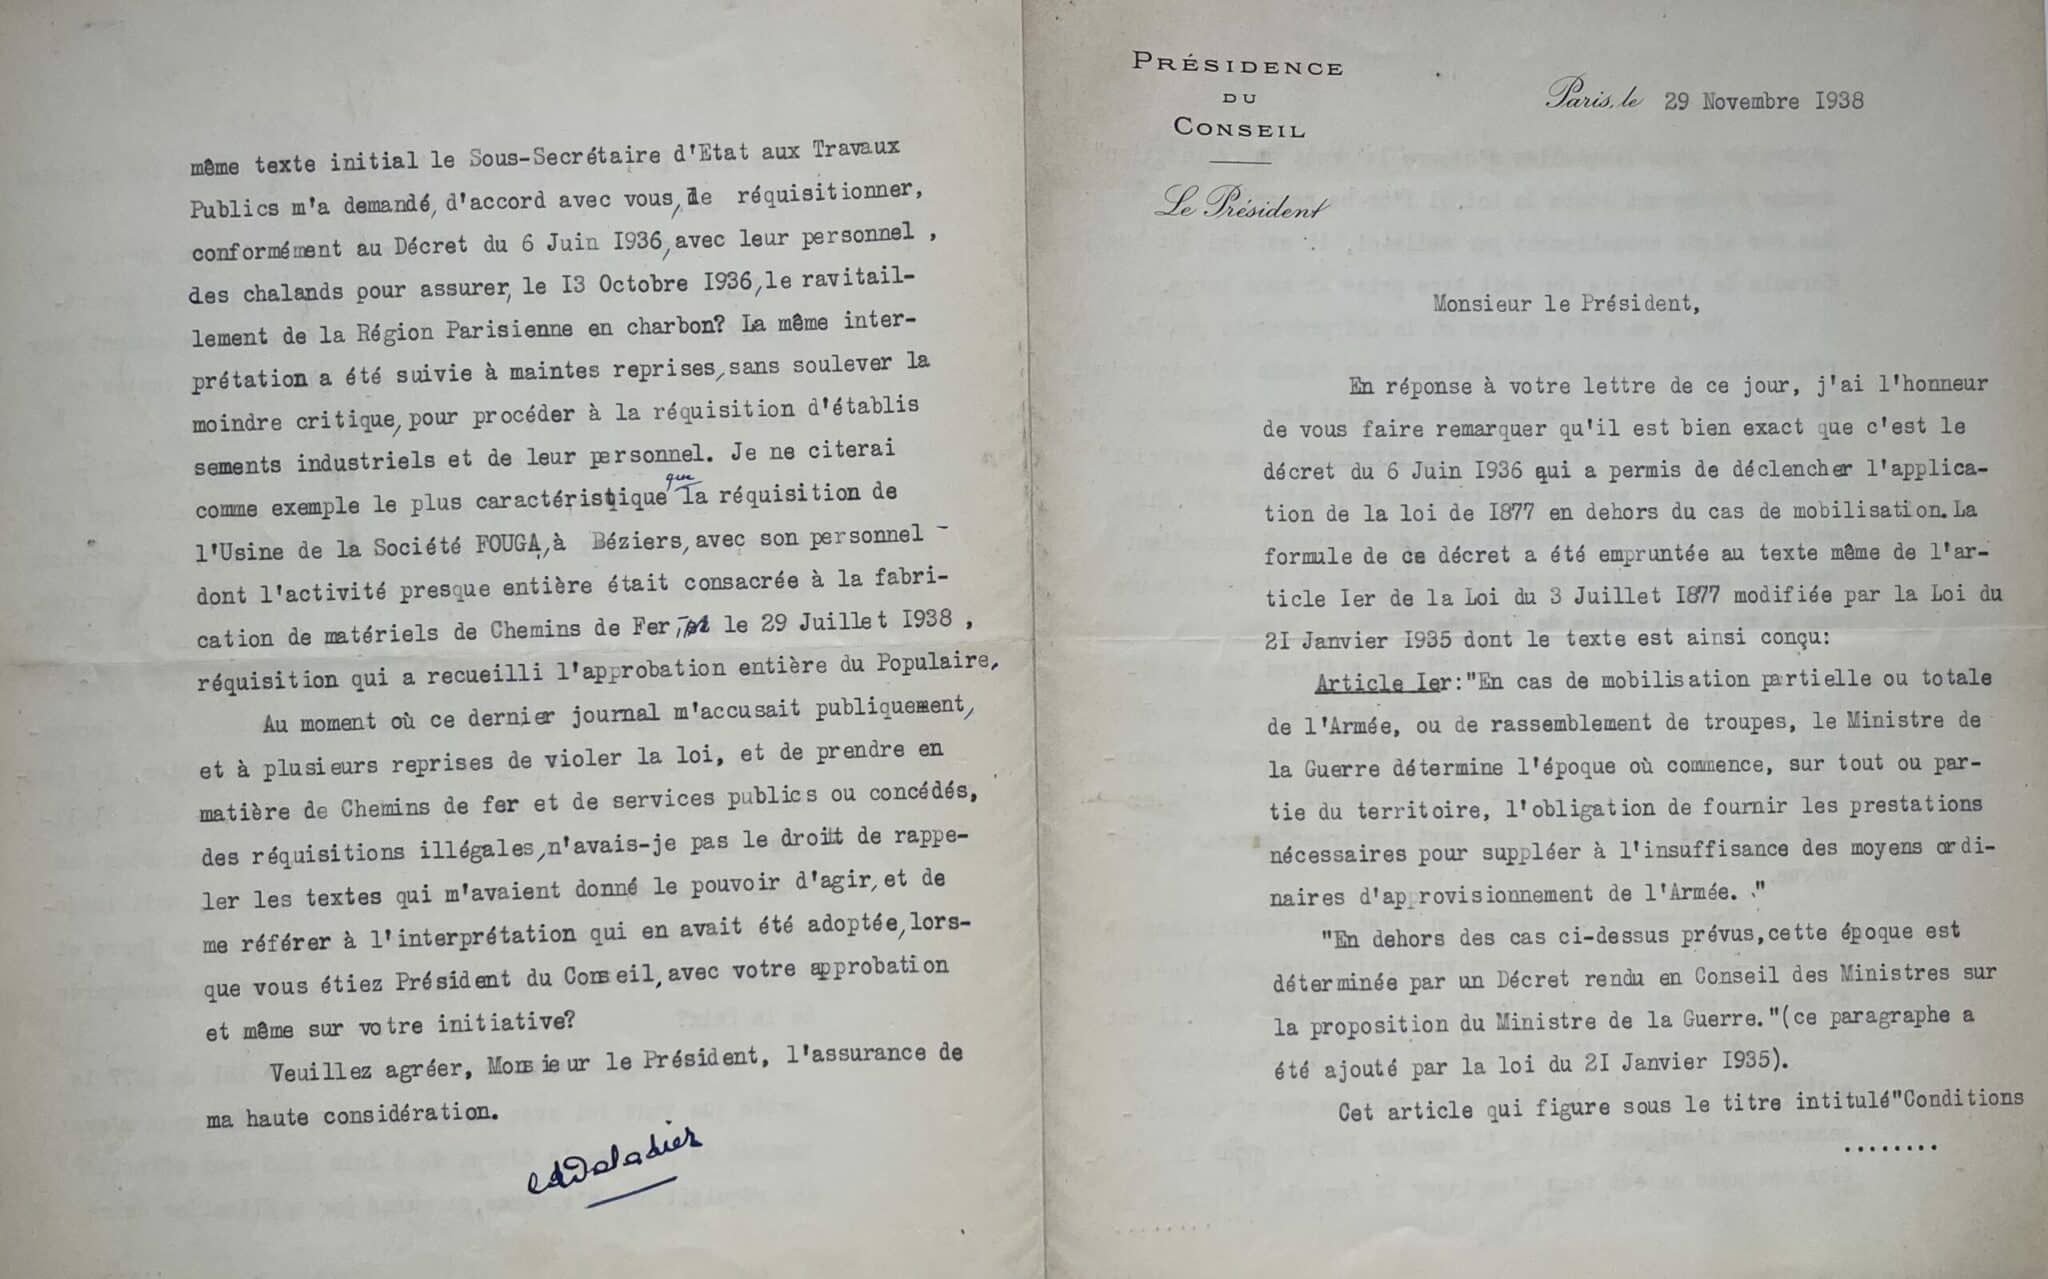 PRÉSIDENCE
DU
CONSEIL
Le Président
Paris, le 29 Novembre I938
Monsieur le Président,
En réponse à votre lettre de ce jour, j'ai l'honneur
de vous faire remarquer qu'il est bien exact que c'est le
décret du 6 Juin I936 qui a permis de déclencher l'applica-
tion de la loi de I877 en dehors du cas de mobilisation. La
formule de ce décret a été empruntée au texte même de l'ar-
ticle Ier de la Loi du 3 Juillet I877 modifiée par la Loi du
2I Janvier I935 dont le texte est ainsi conçu:
Article Ier:"En cas de mobilisation partielle ou totale
de l'Armée, ou de rassemblement de troupes, le Ministre de
la Guerre détermine l'époque où commence, sur tout ou par-
tie du territoire, l'obligation de fournir les prestations
nécessaires pour suppléer à l'insuffisance des moyens ordi-
naires d'approvisionnement de l'Armée. ."
"En dehors des cas ci-dessus prévus,cette époque est
déterminée par un Décret rendu en Conseil des Ministres sur
la proposition du Ministre de la Guerre."(ce paragraphe a
été ajouté par la loi du 2I Janvier I935).
Cet article qui figure sous le titre intitulé"Conditions
........
même texte initial le Sous-Secrétaire d'Etat aux Travaux
Publics m'a demandé, d'accord avec vous, de réquisitionner,
conformément au Décret du 6 Juin I936, avec leur personnel ,
des chalands pour assurer, le I3 Octobre I936, le ravitail-
lement de la Région Parisienne en charbon? La même inter-
prétation a été suivie à maintes reprises, sans soulever la
moindre critique, pour procéder à la réquisition d'établis
sements industriels et de leur personnel. Je ne citerai
comme exemple le plus caractéristique que la réquisition de
l'Usine de la Société FOUGA, à Béziers, avec son personnel -
dont l'activité presque entière était consacrée à la fabri-
cation de matériels de Chemins de Fer, le 29 Juillet I938 ,
réquisition qui a recueilli l'approbation entière du Populaire.
Au moment où ce dernier journal m'accusait publiquement,
et à plusieurs reprises de violer la loi, et de prendre en
matière de Chemins de fer et de services publics ou concédés,
des réquisitions illégales, n'avais-je pas le droit de rappe-
ler les textes qui m'avaient donné le pouvoir d'agir, et de
me référer à l'interprétation qui en avait été adoptée, lors-
que vous étiez Président du Conseil, avec votre approbation
et même sur votre initiative?
Veuillez agréer, Monsieur le Président, l'assurance de
ma haute considération.
edDaladier